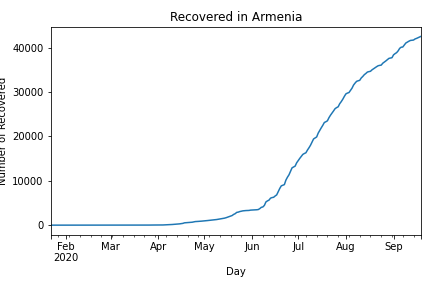 Recovered in Armenia
Number of Recovered
40000
30000
20000
10000
0
Feb Mar Apr May Jun Jul Aug Sep
2020
Day